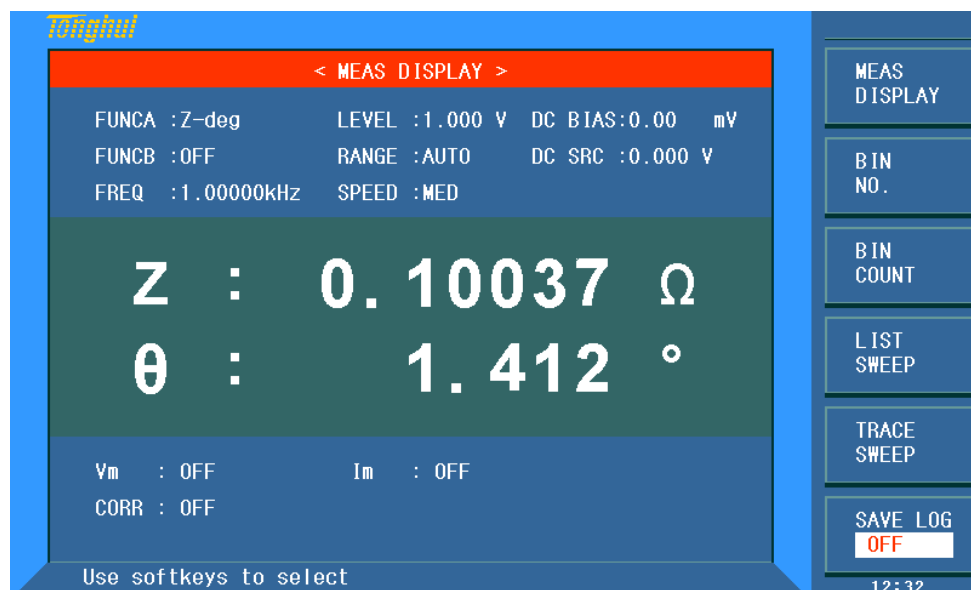 Tonghui
< MEAS DISPLAY >
FUNCA :Z-deg LEVEL :1.000 V DC BIAS:0.00 mV
FUNCB :OFF RANGE :AUTO DC SRC :0.000 V
FREQ :1.00000kHz SPEED :MED
Z : 0.10037 Ω
θ : 1.412 °
Vm : OFF Im : OFF
CORR : OFF
Use softkeys to select
MEAS
DISPLAY
BIN
NO.
BIN
COUNT
LIST
SWEEP
TRACE
SWEEP
SAVE LOG
OFF
12:32